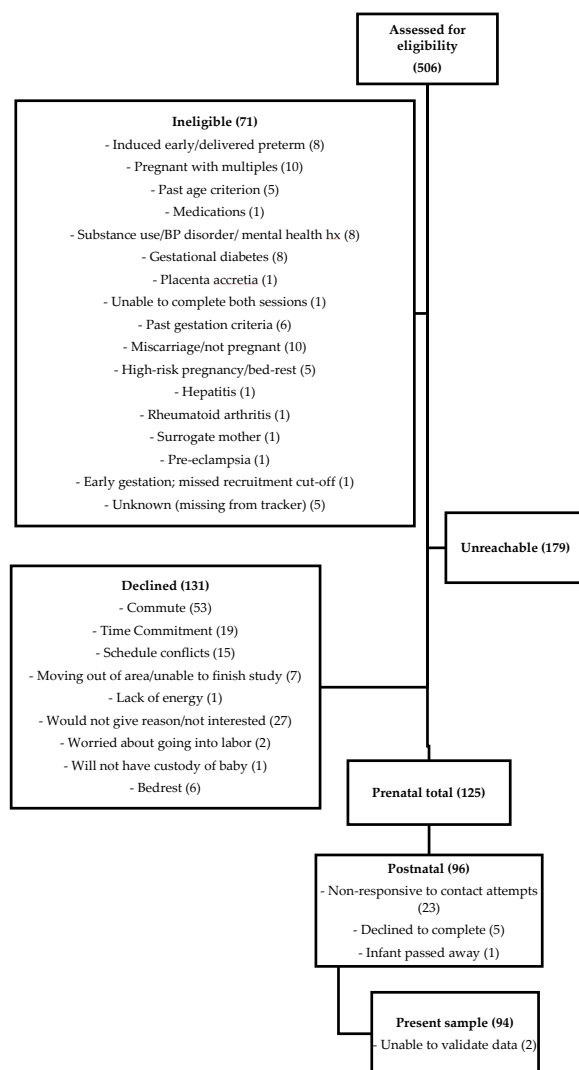 Assessed for
eligibility
(506)
Ineligible (71)
- Induced early/delivered preterm (8)
- Pregnant with multiples (10)
- Past age criterion (5)
- Medications (1)
- Substance use/BP disorder/ mental health hx (8)
- Gestational diabetes (8)
- Placenta accretia (1)
- Unable to complete both sessions (1)
- Past gestation criteria (6)
- Miscarriage/not pregnant (10)
- High-risk pregnancy/bed-rest (5)
- Hepatitis (1)
- Rheumatoid arthritis (1)
- Surrogate mother (1)
- Pre-eclampsia (1)
- Early gestation; missed recruitment cut-off (1)
- Unknown (missing from tracker) (5)
Unreachable (179)
Declined (131)
- Commute (53)
- Time Commitment (19)
- Schedule conflicts (15)
- Moving out of area/unable to finish study (7)
- Lack of energy (1)
- Would not give reason/not interested (27)
- Worried about going into labor (2)
- Will not have custody of baby (1)
- Bedrest (6)
Prenatal total (125)
Postnatal (96)
- Non-responsive to contact attempts
(23)
- Declined to complete (5)
- Infant passed away (1)
Present sample (94)
- Unable to validate data (2)